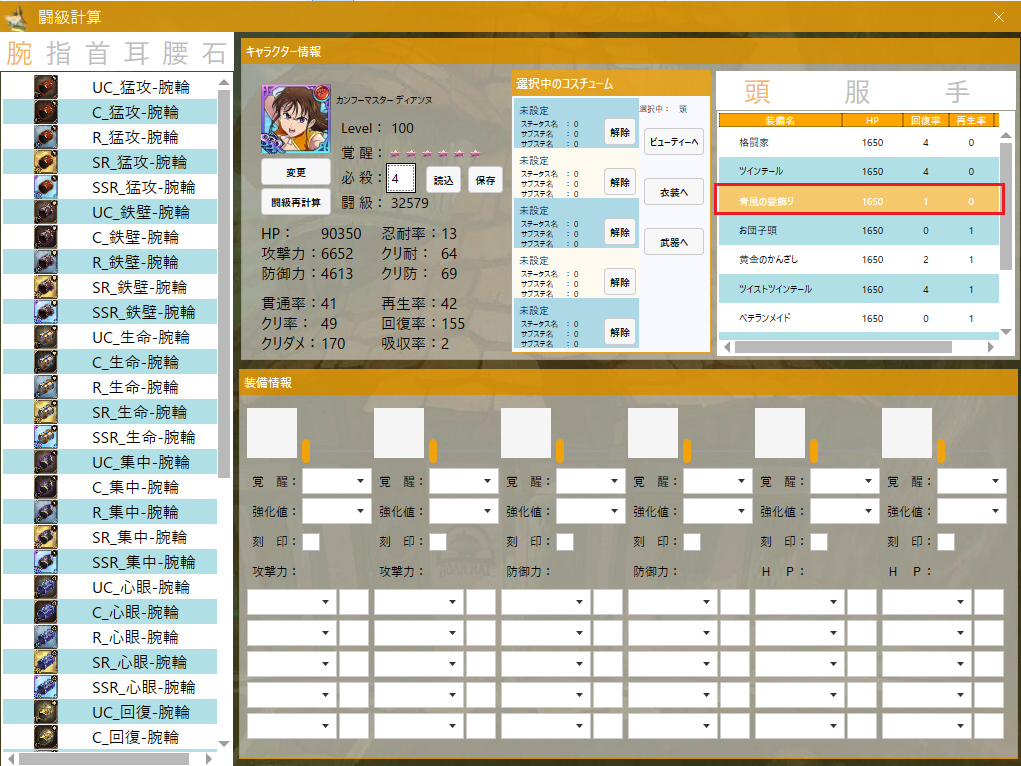 闘級計算
腕 指 首 耳 腰 石
UC_猛攻-腕輪
C_猛攻-腕輪
R_猛攻-腕輪
SR_猛攻-腕輪
SSR_猛攻-腕輪
UC_鉄壁-腕輪
C_鉄壁-腕輪
R_鉄壁-腕輪
SR_鉄壁-腕輪
SSR_鉄壁-腕輪
UC_生命-腕輪
C_生命-腕輪
R_生命-腕輪
SR_生命-腕輪
SSR_生命-腕輪
UC_集中-腕輪
C_集中-腕輪
R_集中-腕輪
SR_集中-腕輪
SSR_集中-腕輪
UC_心眼-腕輪
C_心眼-腕輪
R_心眼-腕輪
SR_心眼-腕輪
SSR_心眼-腕輪
UC_回復-腕輪
C_回復-腕輪
キャラクター情報
カンフーマスター ディアンヌ
Level： 100
覚 醒：
必 殺： 4 読込 保存
闘 級： 32579
変更
闘級再計算
HP： 90350 忍耐率：13
攻撃力：6652 クリ耐： 64
防御力：4613 クリ防： 69
貫通率：41 再生率：42
クリ率： 49 回復率：155
クリダメ：170 吸収率：2
選択中のコスチューム
未設定
ステータス名 ：0
サブステ名 ：0
サブステ名 ：0
解除
未設定
ステータス名 ：0
サブステ名 ：0
サブステ名 ：0
解除
未設定
ステータス名 ：0
サブステ名 ：0
サブステ名 ：0
解除
未設定
ステータス名 ：0
サブステ名 ：0
サブステ名 ：0
解除
未設定
ステータス名 ：0
サブステ名 ：0
サブステ名 ：0
解除
選択中： 頭
ビューティーへ
衣装へ
武器へ
頭 服 手
装備名 HP 回復率 再生率
格闘家 1650 4 0
ツインテール 1650 4 0
青風の髪飾り 1650 1 0
お団子頭 1650 0 1
黄金のかんざし 1650 2 1
ツイストツインテール 1650 4 1
ベテランメイド 1650 0 1
装備情報
覚 醒： 覚 醒： 覚 醒： 覚 醒： 覚 醒： 覚 醒：
強化値： 強化値： 強化値： 強化値： 強化値： 強化値：
刻 印： 刻 印： 刻 印： 刻 印： 刻 印： 刻 印：
攻撃力： 攻撃力： 防御力： 防御力： H P： H P：